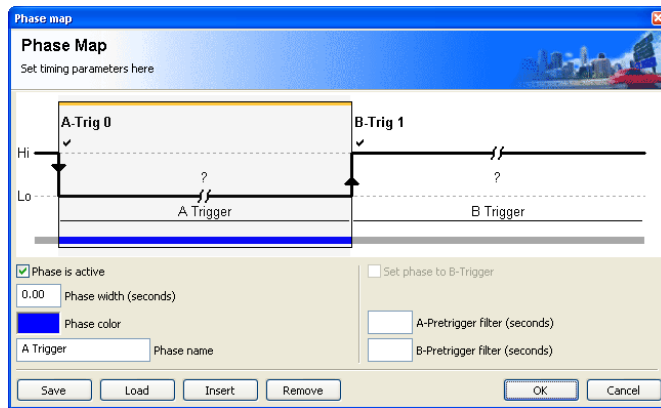 Phase map
Phase Map
Set timing parameters here
A-Trig 0
B-Trig 1
Hi
?
?
Lo
A Trigger
B Trigger
Phase is active
Set phase to B-Trigger
0.00 Phase width (seconds)
Phase color
A-Pretrigger filter (seconds)
A Trigger Phase name
B-Pretrigger filter (seconds)
Save Load Insert Remove OK Cancel